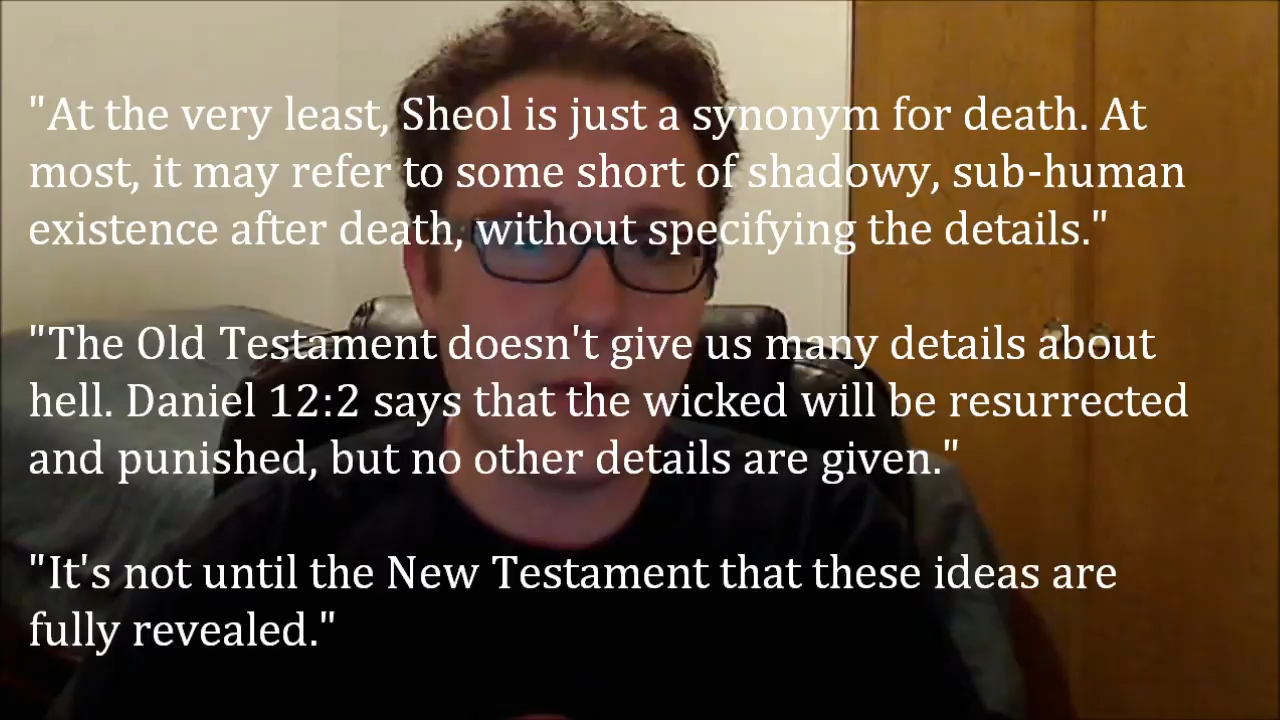 "At the very least, Sheol is just a synonym for death. At
most, it may refer to some short of shadowy, sub-human
existence after death, without specifying the details."
"The Old Testament doesn't give us many details about
hell. Daniel 12:2 says that the wicked will be resurrected
and punished, but no other details are given."
"It's not until the New Testament that these ideas are
fully revealed."